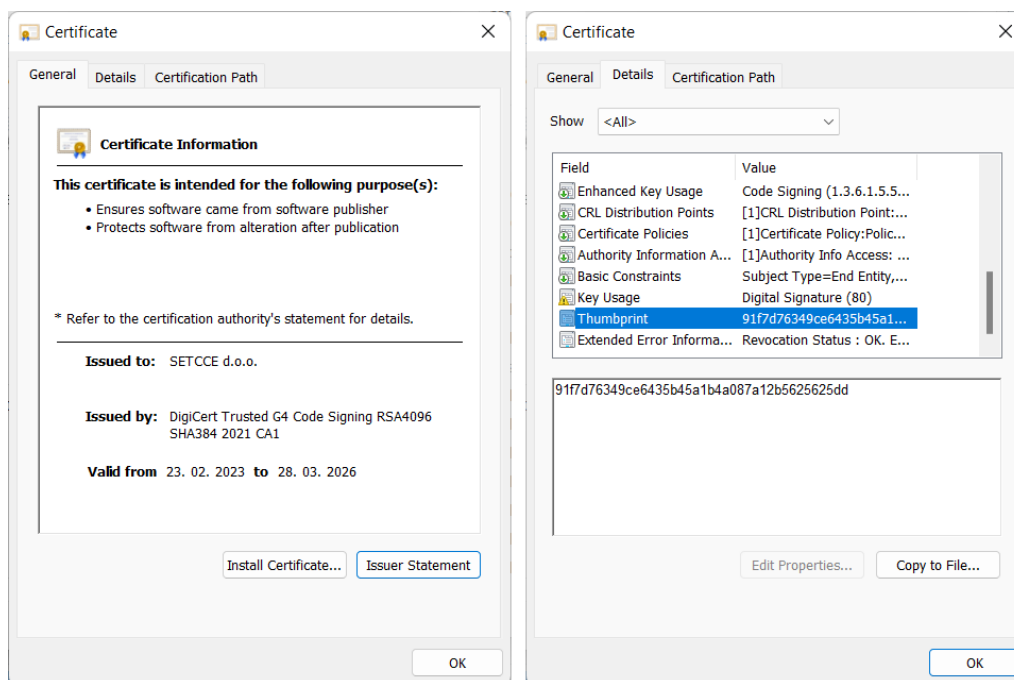 Certificate
General Details Certification Path
Certificate Information
This certificate is intended for the following purpose(s):
• Ensures software came from software publisher
• Protects software from alteration after publication
* Refer to the certification authority's statement for details.
Issued to: SETCCE d.o.o.
Issued by: DigiCert Trusted G4 Code Signing RSA4096
SHA384 2021 CA1
Valid from 23. 02. 2023 to 28. 03. 2026
Install Certificate... Issuer Statement
OK
Certificate
General Details Certification Path
Show <All>
Field Value
Enhanced Key Usage Code Signing (1.3.6.1.5.5...
CRL Distribution Points [1]CRL Distribution Point:...
Certificate Policies [1]Certificate Policy:Polic...
Authority Information A... [1]Authority Info Access: ...
Basic Constraints Subject Type=End Entity,...
Key Usage Digital Signature (80)
Thumbprint 91f7d76349ce6435b45a1...
Extended Error Informa... Revocation Status : OK. E...
91f7d76349ce6435b45a1b4a087a12b5625625dd
Edit Properties... Copy to File...
OK